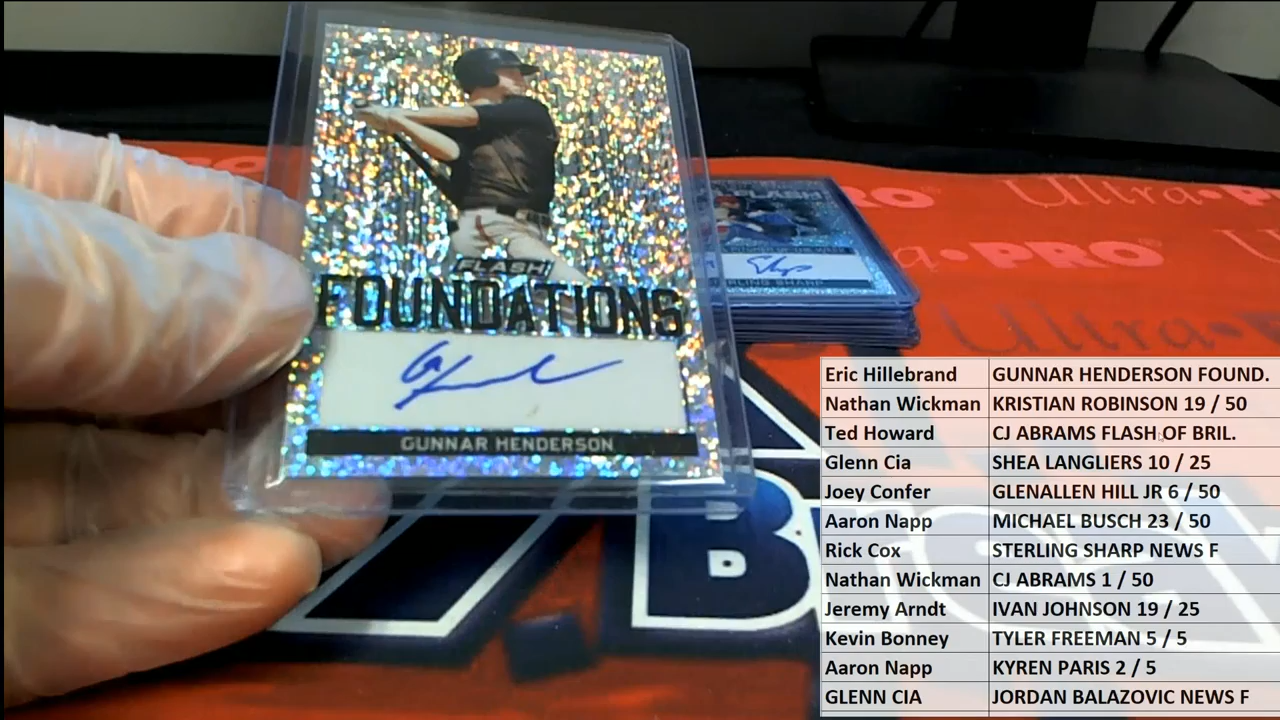 FLASH
FOUNDATIONS
GUNNAR HENDERSON
STERLING SHARP
PRO
Ultra PRO
PRO
Ultra
Eric Hillebrand GUNNAR HENDERSON FOUND.
Nathan Wickman KRISTIAN ROBINSON 19 / 50
Ted Howard CJ ABRAMS FLASH OF BRIL.
Glenn Cia SHEA LANGLIERS 10 / 25
Joey Confer GLENALLEN HILL JR 6 / 50
Aaron Napp MICHAEL BUSCH 23 / 50
Rick Cox STERLING SHARP NEWS F
Nathan Wickman CJ ABRAMS 1 / 50
Jeremy Arndt IVAN JOHNSON 19 / 25
Kevin Bonney TYLER FREEMAN 5 / 5
Aaron Napp KYREN PARIS 2 / 5
GLENN CIA JORDAN BALAZOVIC NEWS F